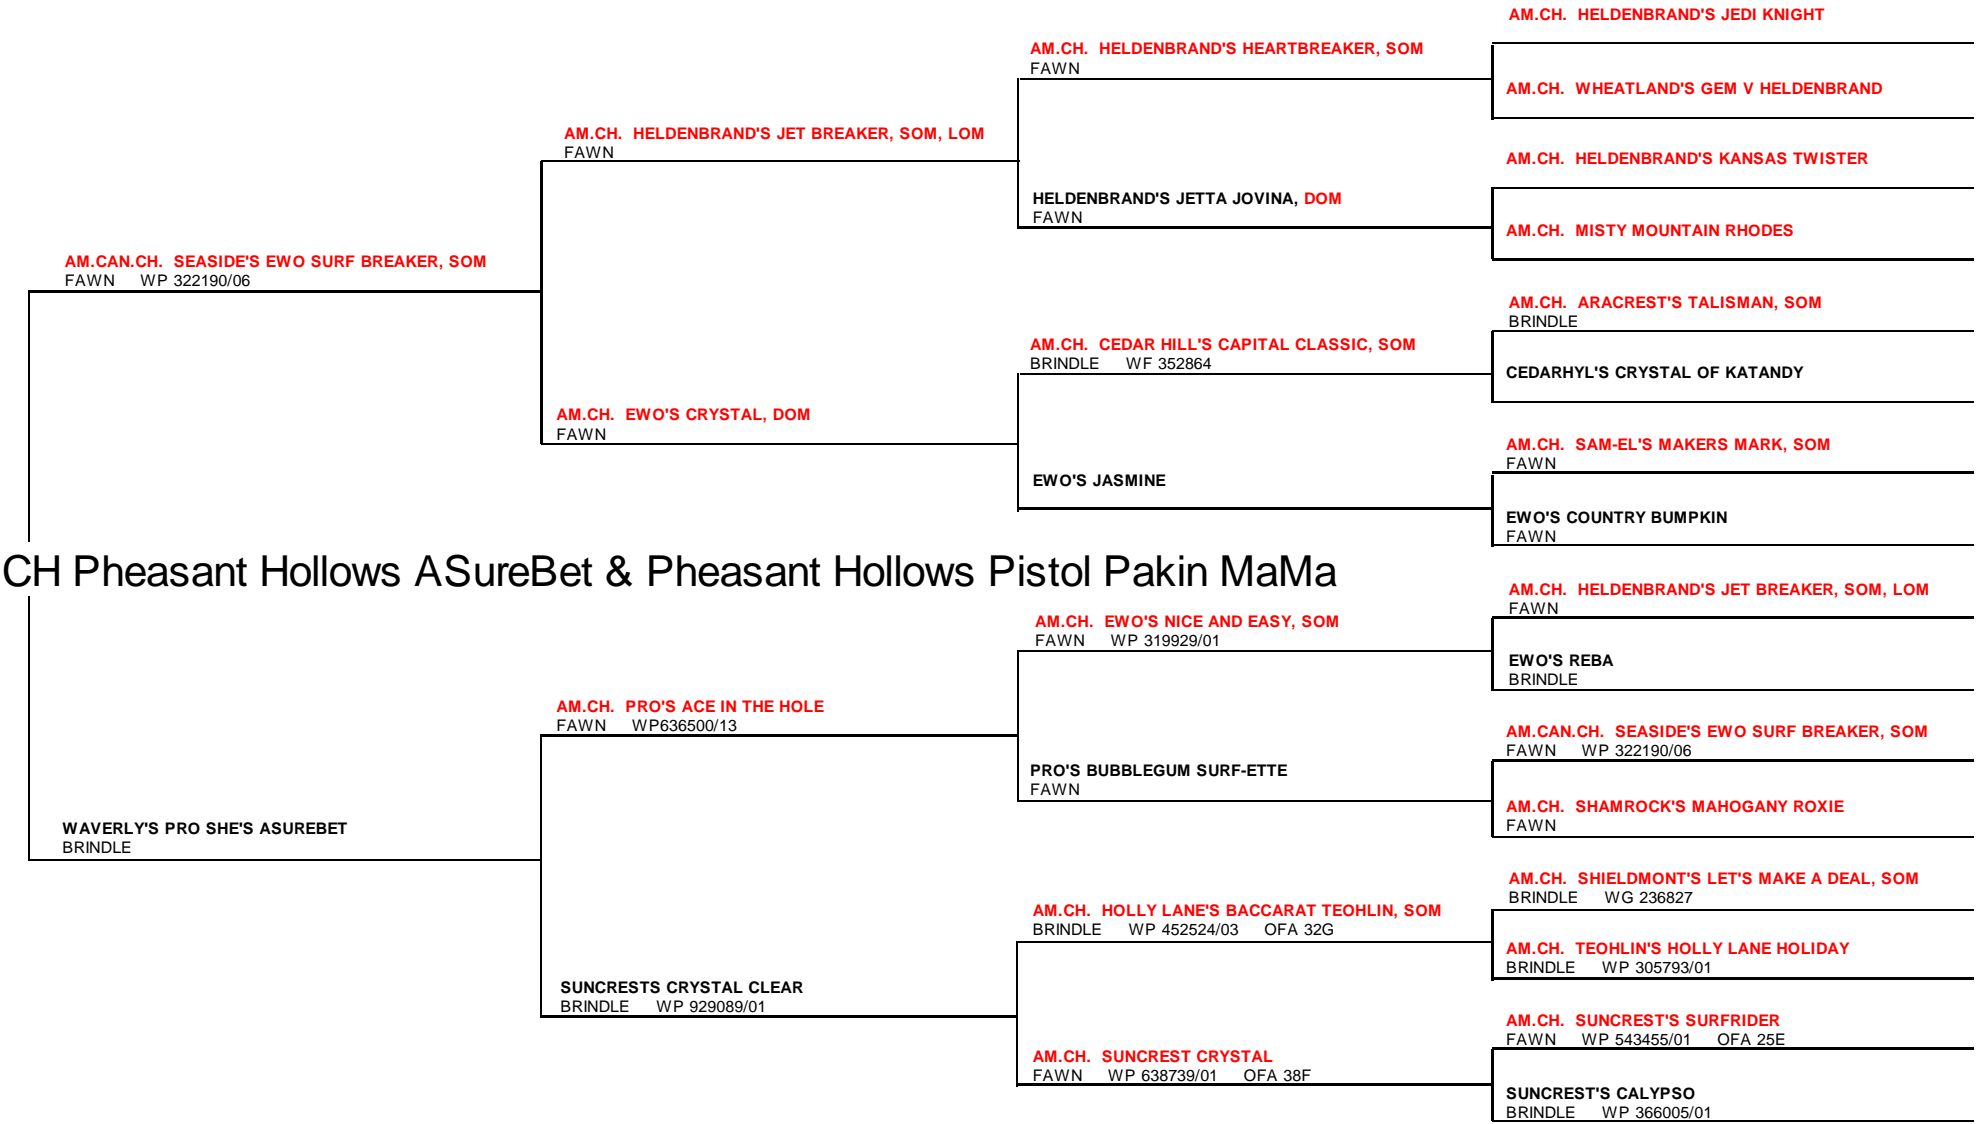 AM.CH. HELDENBRAND'S JEDI KNIGHT
AM.CH. HELDENBRAND'S HEARTBREAKER, SOM
FAWN
AM.CH. WHEATLAND'S GEM V HELDENBRAND
AM.CH. HELDENBRAND'S JET BREAKER, SOM, LOM
FAWN
AM.CH. HELDENBRAND'S KANSAS TWISTER
HELDENBRAND'S JETTA JOVINA, DOM
FAWN
AM.CH. MISTY MOUNTAIN RHODES
AM.CAN.CH. SEASIDE'S EWO SURF BREAKER, SOM
FAWN WP 322190/06
AM.CH. ARACREST'S TALISMAN, SOM
BRINDLE
AM.CH. CEDAR HILL'S CAPITAL CLASSIC, SOM
BRINDLE WF 352864
CEDARHYL'S CRYSTAL OF KATANDY
AM.CH. EWO'S CRYSTAL, DOM
FAWN
AM.CH. SAM-EL'S MAKERS MARK, SOM
FAWN
EWO'S JASMINE
EWO'S COUNTRY BUMPKIN
FAWN
CH Pheasant Hollows ASureBet & Pheasant Hollows Pistol Pakin MaMa
AM.CH. HELDENBRAND'S JET BREAKER, SOM, LOM
FAWN
AM.CH. EWO'S NICE AND EASY, SOM
FAWN WP 319929/01
EWO'S REBA
BRINDLE
AM.CH. PRO'S ACE IN THE HOLE
FAWN WP636500/13
AM.CAN.CH. SEASIDE'S EWO SURF BREAKER, SOM
FAWN WP 322190/06
PRO'S BUBBLEGUM SURF-ETTE
FAWN
AM.CH. SHAMROCK'S MAHOGANY ROXIE
FAWN
WAVERLY'S PRO SHE'S ASUREBET
BRINDLE
AM.CH. SHIELDMONT'S LET'S MAKE A DEAL, SOM
BRINDLE WG 236827
AM.CH. HOLLY LANE'S BACCARAT TEOHLIN, SOM
BRINDLE WP 452524/03 OFA 32G
AM.CH. TEOHLIN'S HOLLY LANE HOLIDAY
BRINDLE WP 305793/01
SUNCRESTS CRYSTAL CLEAR
BRINDLE WP 929089/01
AM.CH. SUNCREST'S SURFRIDER
FAWN WP 543455/01 OFA 25E
AM.CH. SUNCREST CRYSTAL
FAWN WP 638739/01 OFA 38F
SUNCREST'S CALYPSO
BRINDLE WP 366005/01